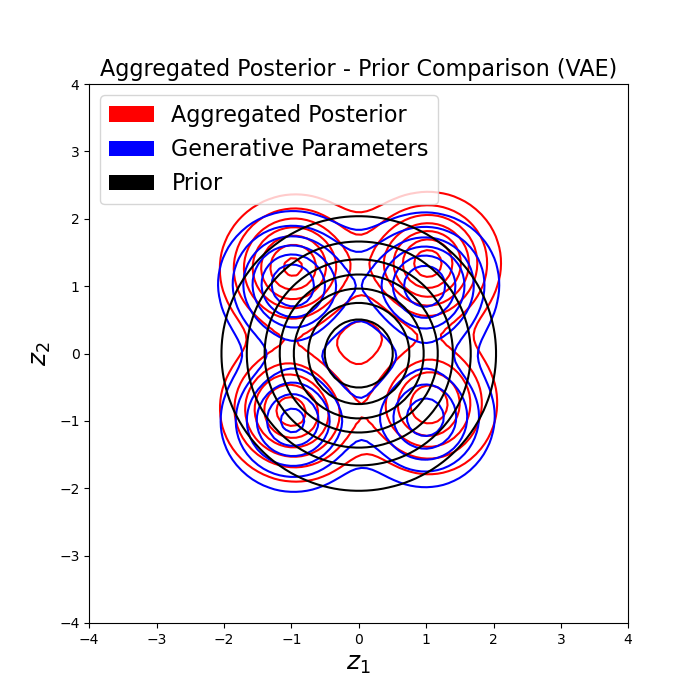 Aggregated Posterior - Prior Comparison (VAE)
Aggregated Posterior
Generative Parameters
Prior
4
3
2
1
0
−1
−2
−3
−4
z₂
−4 −3 −2 −1 0 1 2 3 4
z₁